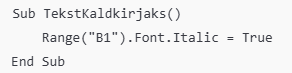 Sub TekstKaldkirjaks()
    Range("B1").Font.Italic = True
End Sub